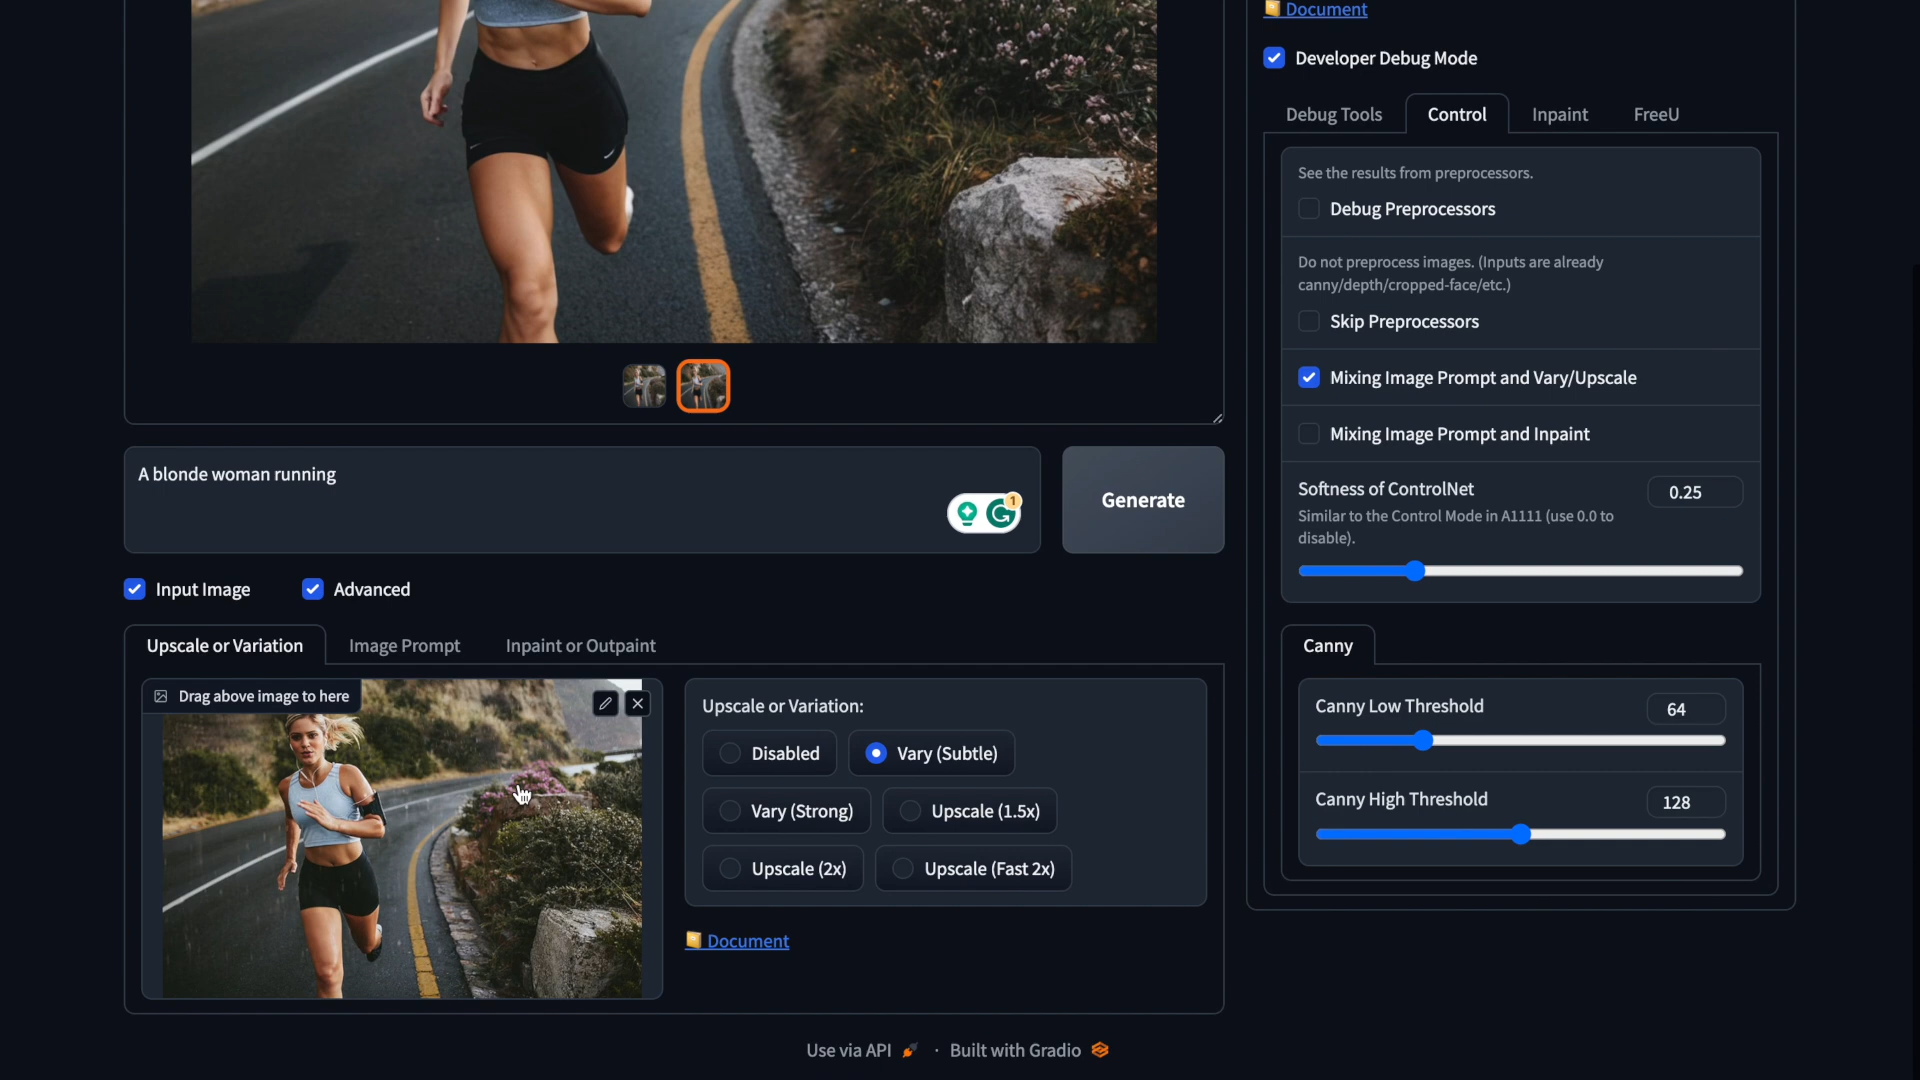 Document
Developer Debug Mode
Debug Tools
Control
Inpaint
FreeU
See the results from preprocessors.
Debug Preprocessors
Do not preprocess images. (Inputs are already
canny/depth/cropped-face/etc.)
Skip Preprocessors
Mixing Image Prompt and Vary/Upscale
Mixing Image Prompt and Inpaint
Softness of ControlNet
0.25
Similar to the Control Mode in A1111 (use 0.0 to
disable).
Canny
Canny Low Threshold
64
Canny High Threshold
128
A blonde woman running
1
Generate
Input Image
Advanced
Upscale or Variation
Image Prompt
Inpaint or Outpaint
Drag above image to here
Upscale or Variation:
Disabled
Vary (Subtle)
Vary (Strong)
Upscale (1.5x)
Upscale (2x)
Upscale (Fast 2x)
Document
Use via API
· Built with Gradio